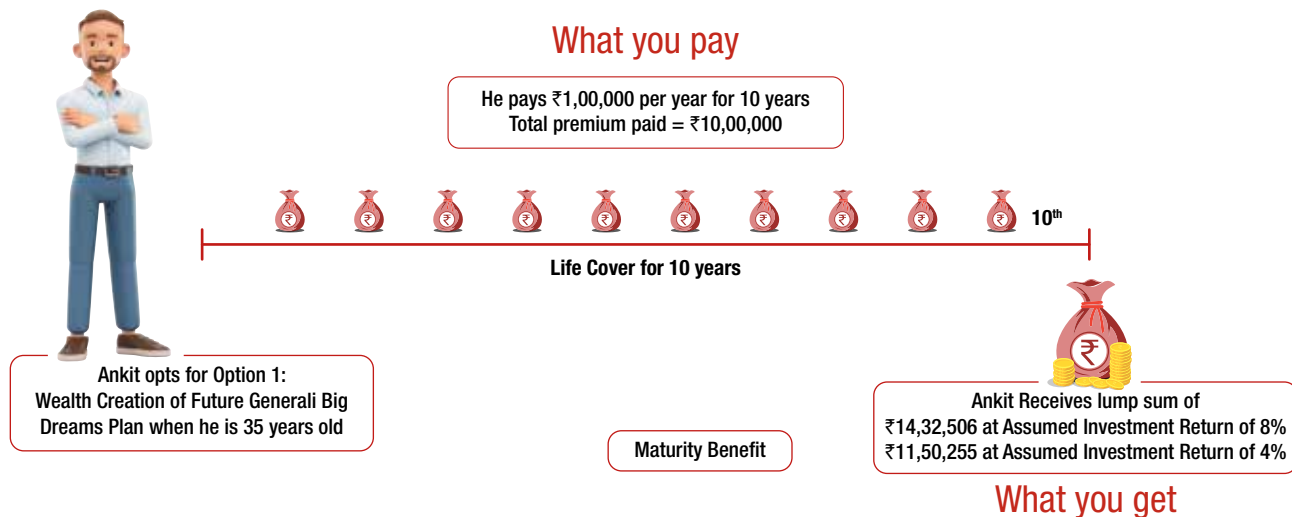 What you pay
He pays ₹1,00,000 per year for 10 years
Total premium paid = ₹10,00,000
₹ ₹ ₹ ₹ ₹ ₹ ₹ ₹ ₹ ₹ 10th
Life Cover for 10 years
₹
Ankit opts for Option 1:
Wealth Creation of Future Generali Big
Dreams Plan when he is 35 years old
Maturity Benefit
Ankit Receives lump sum of
₹14,32,506 at Assumed Investment Return of 8%
₹11,50,255 at Assumed Investment Return of 4%
What you get